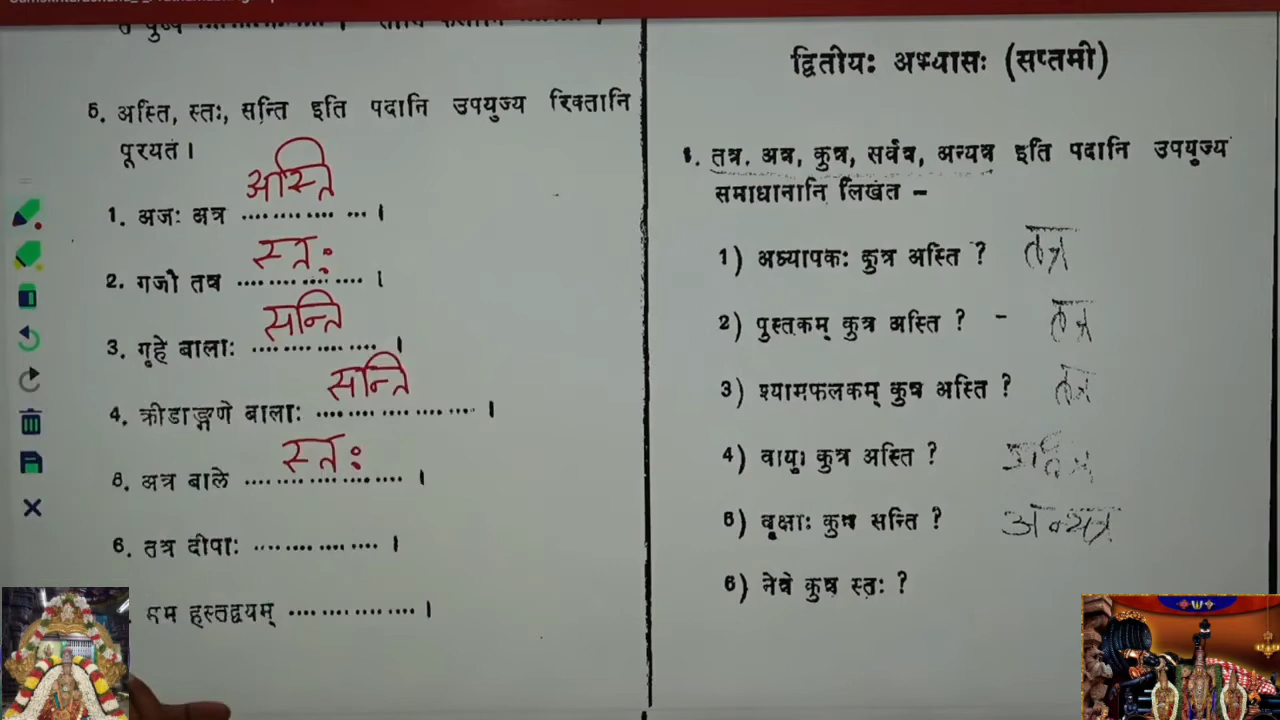 5. अस्ति, स्तः, सन्ति इति पदानि उपयुज्य रिक्तानि
पूरयत ।
अस्ति
1. अजः अत्र .............. ।
स्तः
2. गजौ तत्र .............. ।
सन्ति
3. गृहे बालाः .............. ।
सन्ति
4. क्रीडाङ्गणे बालाः .................. ।
स्तः
5. अत्र बाले .................. ।
6. तत्र दीपाः .............. ।
मम हस्तद्वयम् .............. ।
द्वितीयः अभ्यासः (सप्तमी)
१. तत्र, अत्र, कुत्र, सर्वत्र, अन्यत्र इति पदानि उपयुज्य
समाधानानि लिखत –
1) अध्यापकः कुत्र अस्ति ? तत्र
2) पुस्तकम् कुत्र अस्ति ? - तत्र
3) श्यामफलकम् कुत्र अस्ति ? तत्र
4) वायुः कुत्र अस्ति ?
5) वृक्षाः कुत्र सन्ति ? अन्यत्र
6) नेत्रे कुत्र स्तः ?